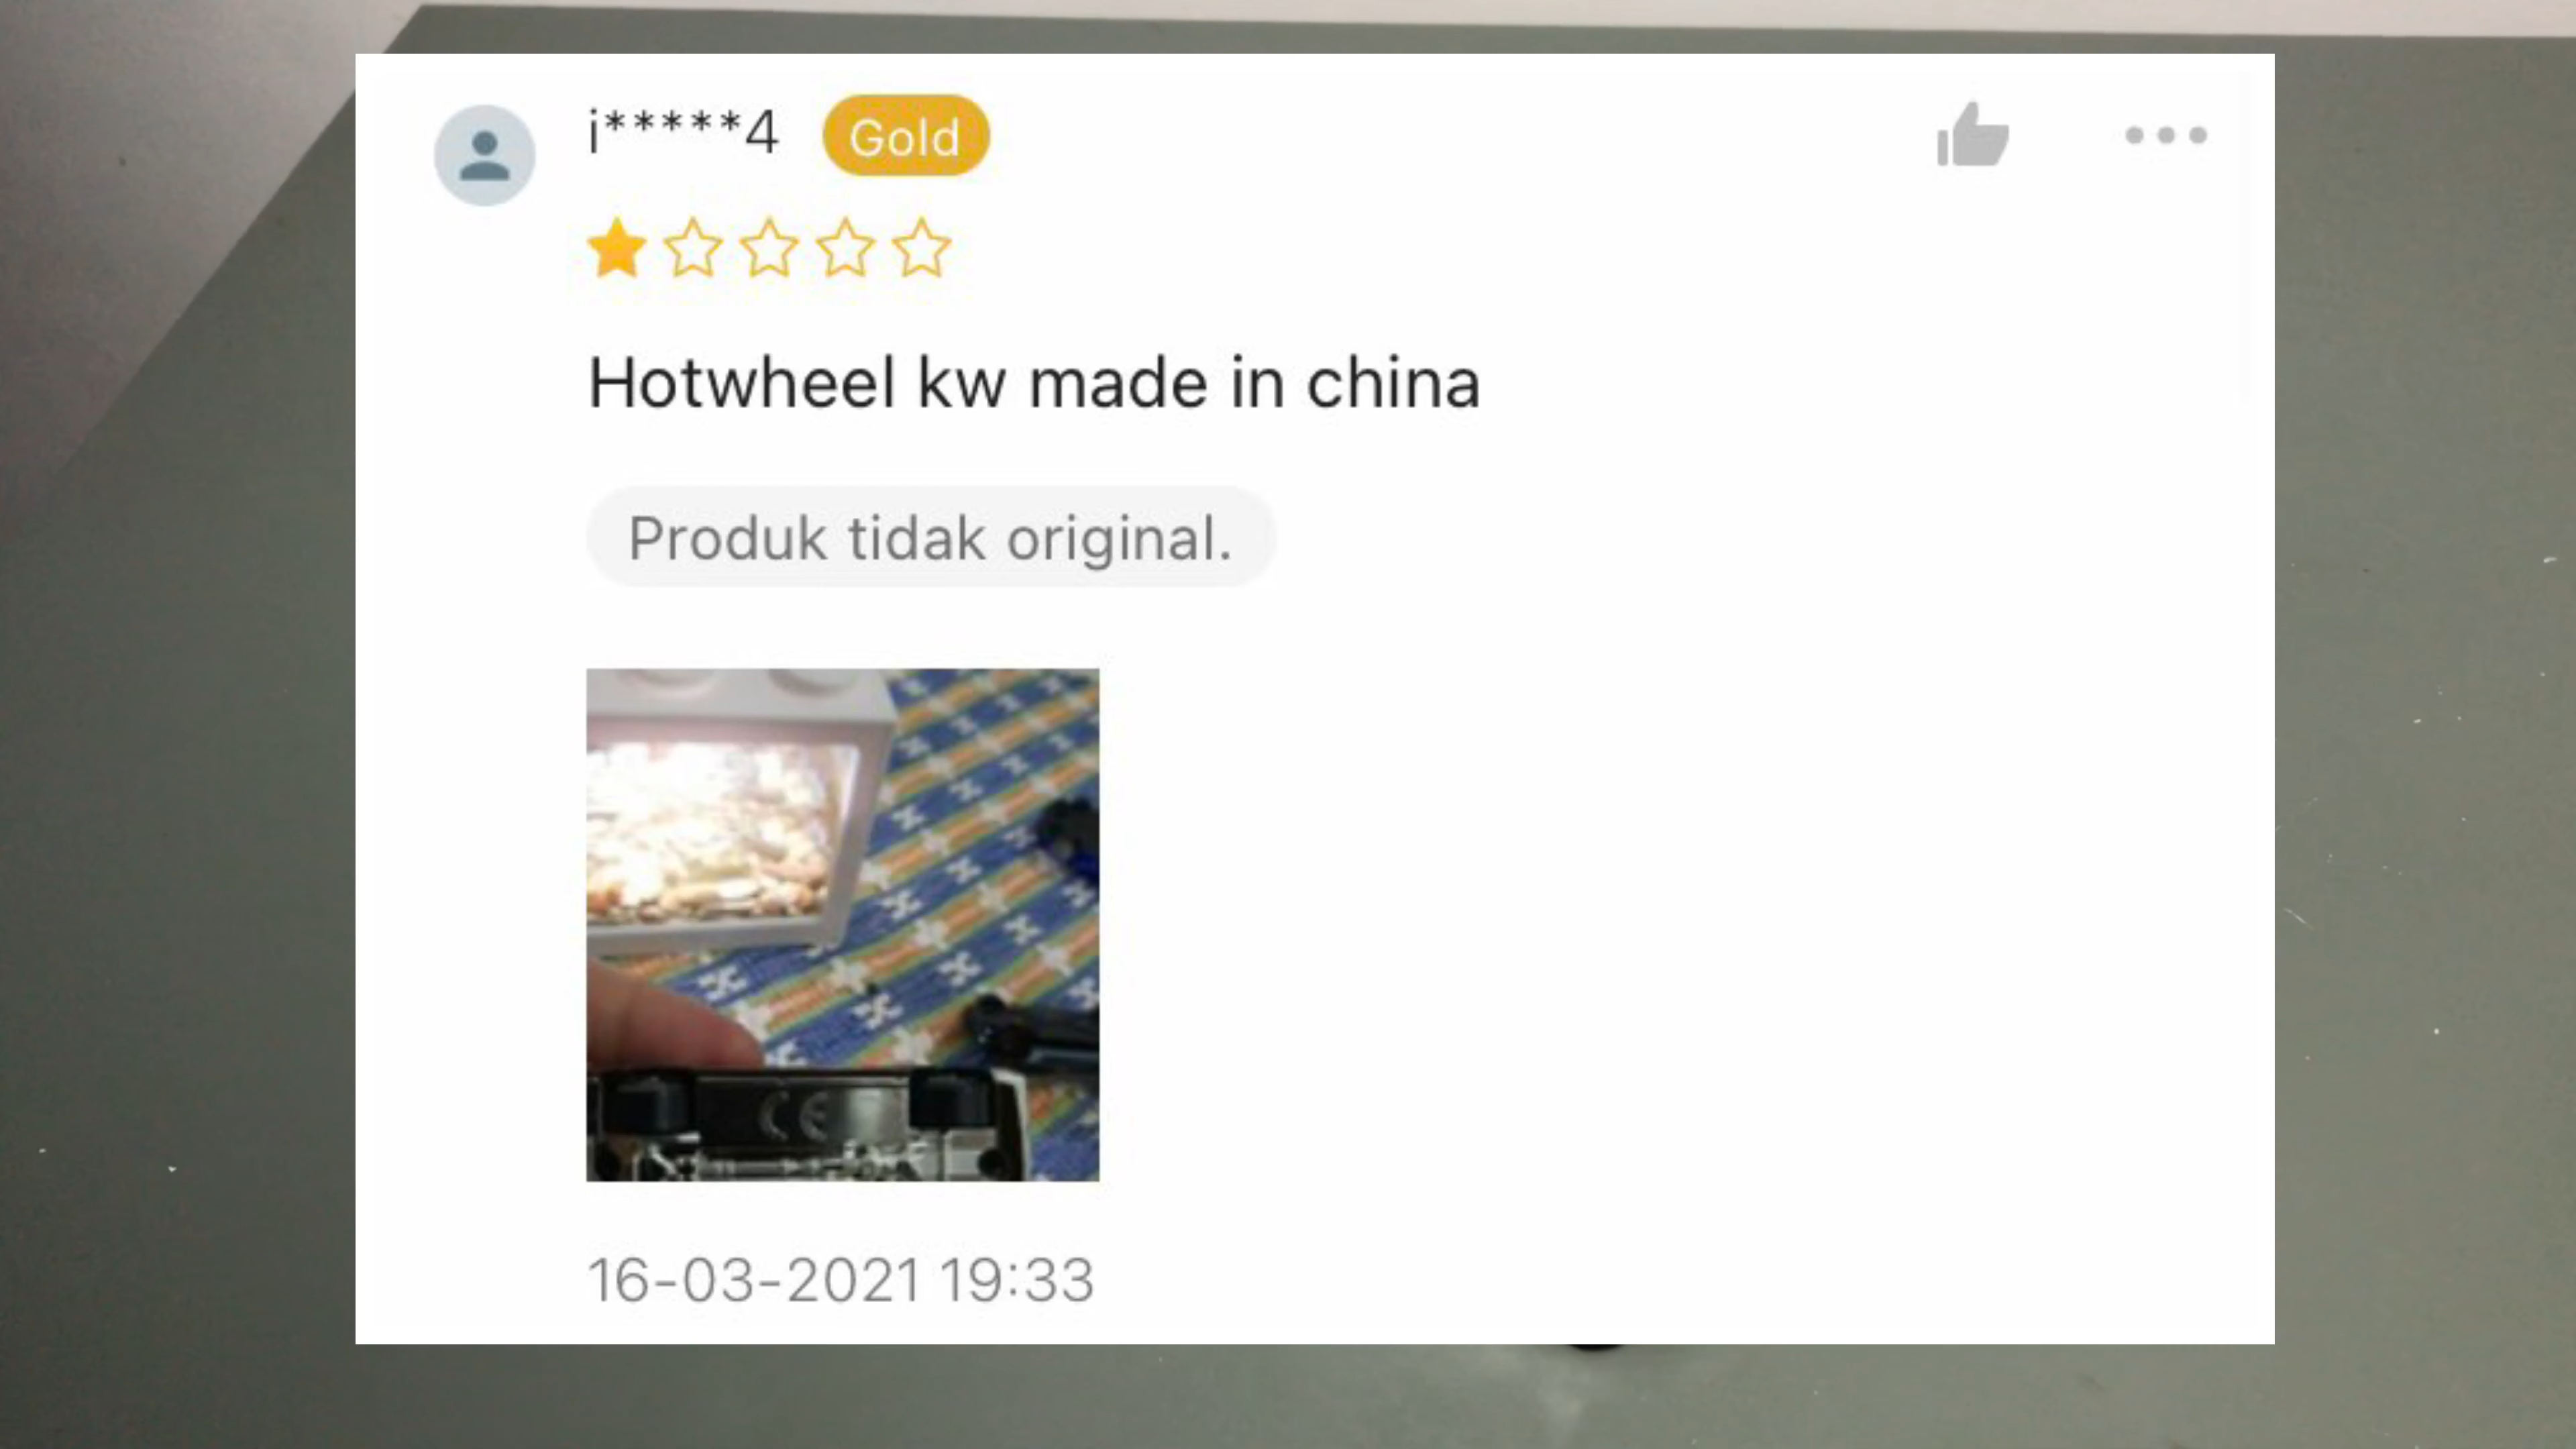 i*****4 Gold
Hotwheel kw made in china
Produk tidak original.
CE
16-03-2021 19:33